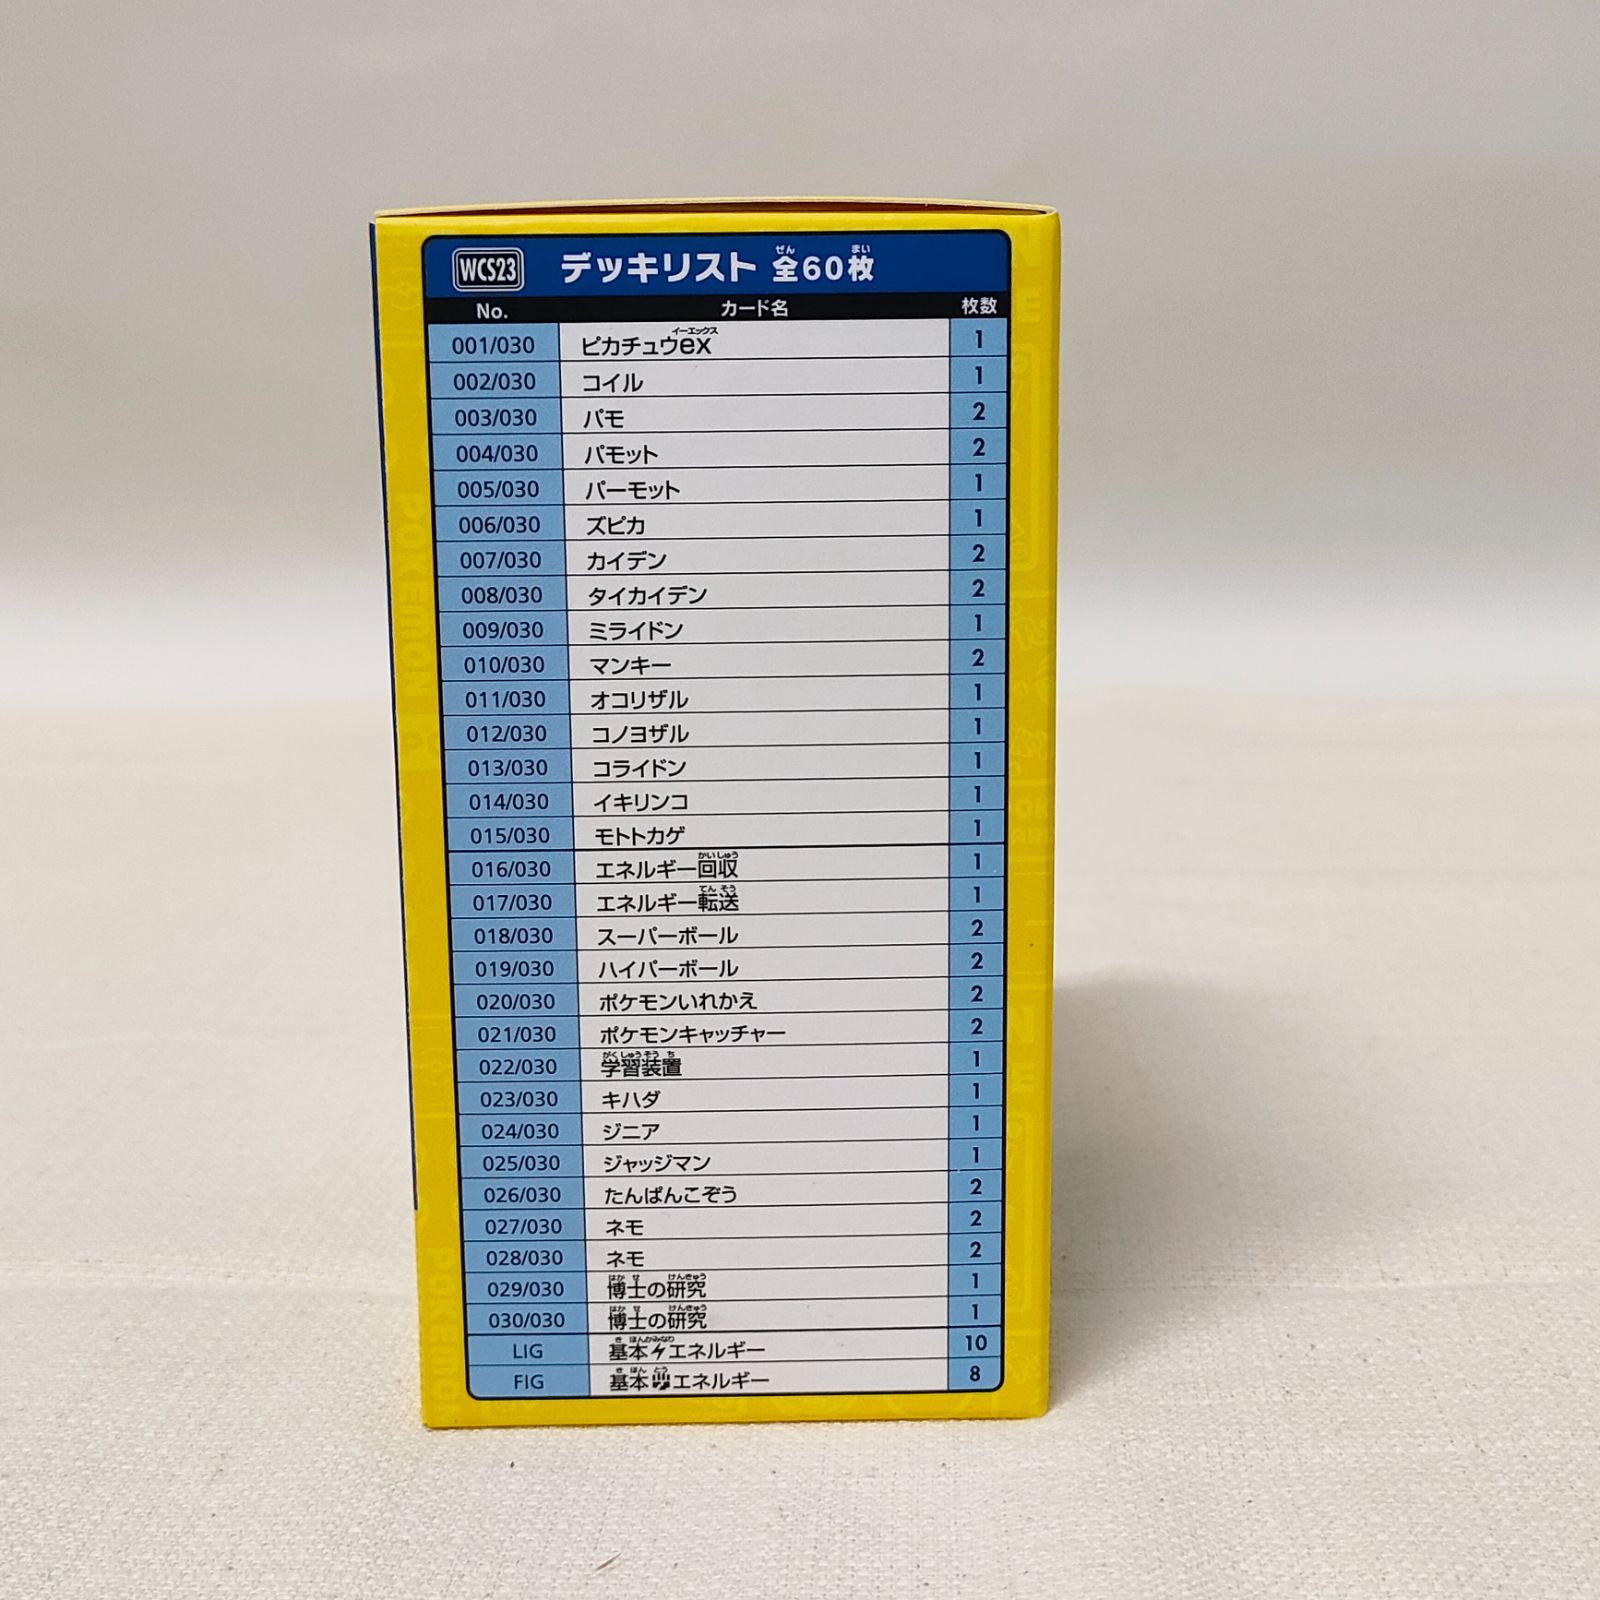 WCS23 デッキリスト 全60枚
No. カード名 枚数
001/030 ピカチュウex 1
002/030 コイル 1
003/030 パモ 2
004/030 パモット 2
005/030 パーモット 1
006/030 ズピカ 1
007/030 カイデン 2
008/030 タイカイデン 2
009/030 ミライドン 1
010/030 マンキー 2
011/030 オコリザル 1
012/030 コノヨザル 1
013/030 コライドン 1
014/030 イキリンコ 1
015/030 モトトカゲ 1
016/030 エネルギー回収 1
017/030 エネルギー転送 1
018/030 スーパーボール 2
019/030 ハイパーボール 2
020/030 ポケモンいれかえ 2
021/030 ポケモンキャッチャー 2
022/030 学習装置 1
023/030 キハダ 1
024/030 ジニア 1
025/030 ジャッジマン 1
026/030 たんぱんこぞう 2
027/030 ネモ 2
028/030 ネモ 2
029/030 博士の研究 1
030/030 博士の研究 1
LIG 基本エネルギー 10
FIG 基本エネルギー 8